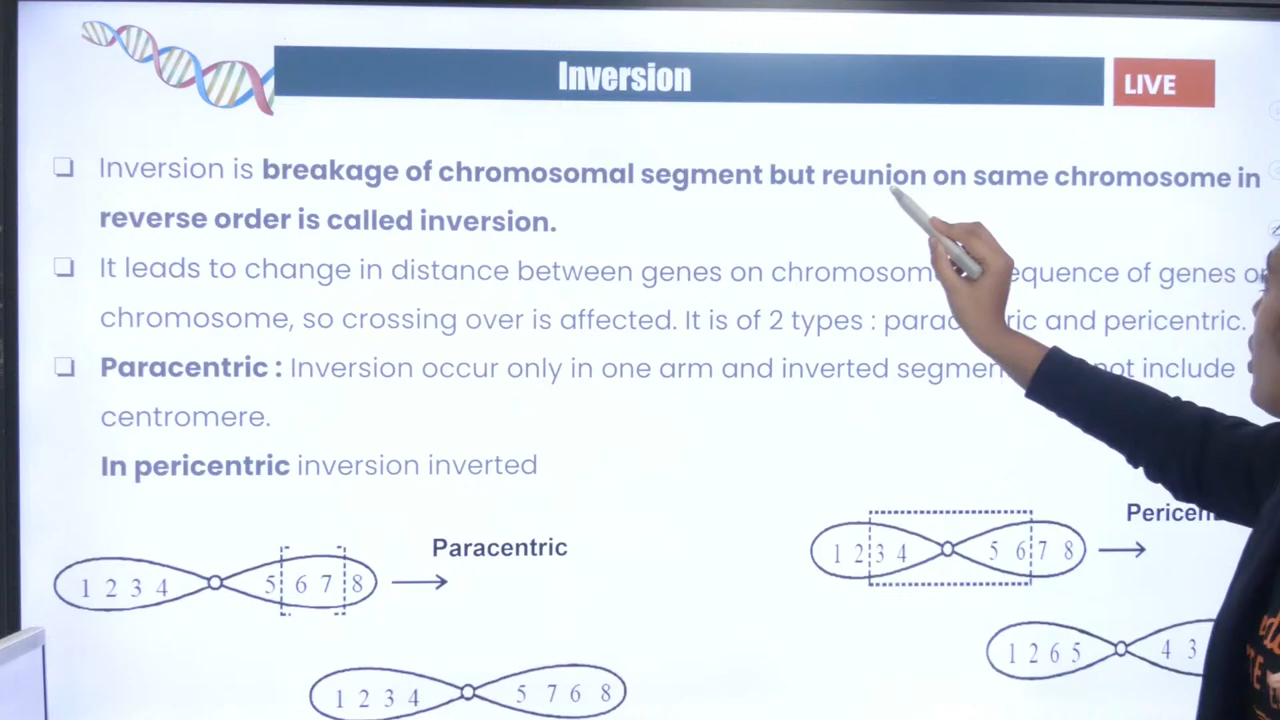 Inversion
LIVE
Inversion is breakage of chromosomal segment but reunion on same chromosome in
reverse order is called inversion.
It leads to change in distance between genes on chromosom equence of genes
chromosome, so crossing over is affected. It is of 2 types : parac ric and pericentric.
Paracentric : Inversion occur only in one arm and inverted segmen not include
centromere.
In pericentric inversion inverted
Pericen
Paracentric
1 2 3 4 5 6 7 8
1 2 3 4 5 6 7 8
1 2 6 5 4 3
1 2 3 4 5 7 6 8